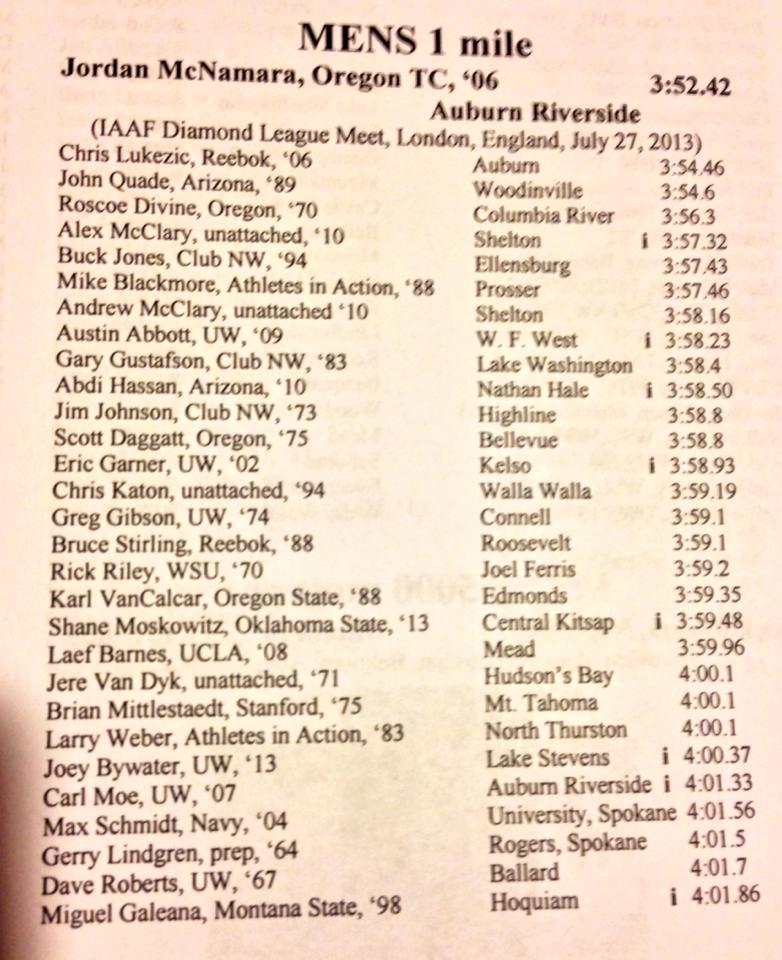 MENS 1 mile
Jordan McNamara, Oregon TC, ‘06 3:52.42
Auburn Riverside
(IAAF Diamond League Meet, London, England, July 27, 2013)
Chris Lukezic, Reebok, ‘06 Auburn 3:54.46
John Quade, Arizona, ‘89 Woodinville 3:54.6
Roscoe Divine, Oregon, ‘70 Columbia River 3:56.3
Alex McClary, unattached, ‘10 Shelton i 3:57.32
Buck Jones, Club NW, ‘94 Ellensburg 3:57.43
Mike Blackmore, Athletes in Action, ‘88 Prosser 3:57.46
Andrew McClary, unattached ‘10 Shelton 3:58.16
Austin Abbott, UW, ‘09 W. F. West i 3:58.23
Gary Gustafson, Club NW, ‘83 Lake Washington 3:58.4
Abdi Hassan, Arizona, ‘10 Nathan Hale i 3:58.50
Jim Johnson, Club NW, ‘73 Highline 3:58.8
Scott Daggatt, Oregon, ‘75 Bellevue 3:58.8
Eric Garner, UW, ‘02 Kelso i 3:58.93
Chris Katon, unattached, ‘94 Walla Walla 3:59.19
Greg Gibson, UW, ‘74 Connell 3:59.1
Bruce Stirling, Reebok, ‘88 Roosevelt 3:59.1
Rick Riley, WSU, ‘70 Joel Ferris 3:59.2
Karl VanCalcar, Oregon State, ‘88 Edmonds 3:59.35
Shane Moskowitz, Oklahoma State, ‘13 Central Kitsap i 3:59.48
Laef Barnes, UCLA, ‘08 Mead 3:59.96
Jere Van Dyk, unattached, ‘71 Hudson’s Bay 4:00.1
Brian Mittlestaedt, Stanford, ‘75 Mt. Tahoma 4:00.1
Larry Weber, Athletes in Action, ‘83 North Thurston 4:00.1
Joey Bywater, UW, ‘13 Lake Stevens i 4:00.37
Carl Moe, UW, ‘07 Auburn Riverside i 4:01.33
Max Schmidt, Navy, ‘04 University, Spokane 4:01.56
Gerry Lindgren, prep, ‘64 Rogers, Spokane 4:01.5
Dave Roberts, UW, ‘67 Ballard 4:01.7
Miguel Galeana, Montana State, ‘98 Hoquiam i 4:01.86